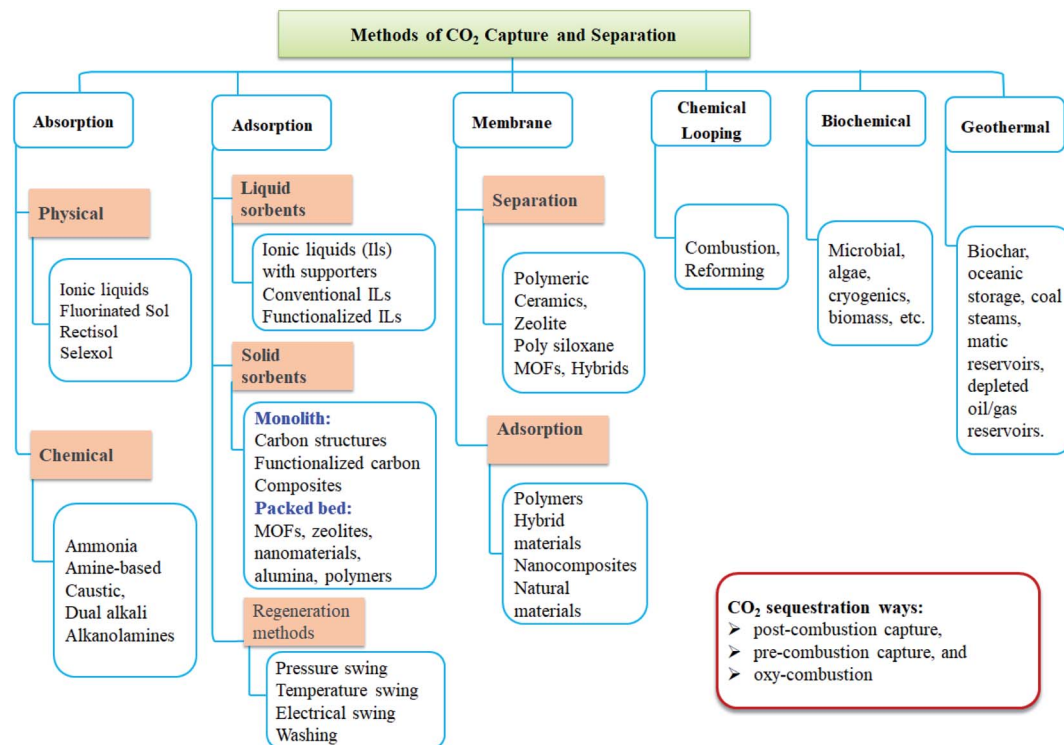 Methods of CO₂ Capture and Separation
Absorption
Physical
Ionic liquids
Fluorinated Sol
Rectisol
Selexol
Chemical
Ammonia
Amine-based
Caustic,
Dual alkali
Alkanolamines
Adsorption
Liquid
sorbents
Ionic liquids (Ils)
with supporters
Conventional ILs
Functionalized ILs
Solid
sorbents
Monolith:
Carbon structures
Functionalized carbon
Composites
Packed bed:
MOFs, zeolites,
nanomaterials,
alumina, polymers
Regeneration
methods
Pressure swing
Temperature swing
Electrical swing
Washing
Membrane
Separation
Polymeric
Ceramics,
Zeolite
Poly siloxane
MOFs, Hybrids
Adsorption
Polymers
Hybrid
materials
Nanocomposites
Natural
materials
Chemical
Looping
Combustion,
Reforming
Biochemical
Microbial,
algae,
cryogenics,
biomass, etc.
Geothermal
Biochar,
oceanic
storage, coal
steams,
matic
reservoirs,
depleted
oil/gas
reservoirs.
CO₂ sequestration ways:
➢ post-combustion capture,
➢ pre-combustion capture, and
➢ oxy-combustion